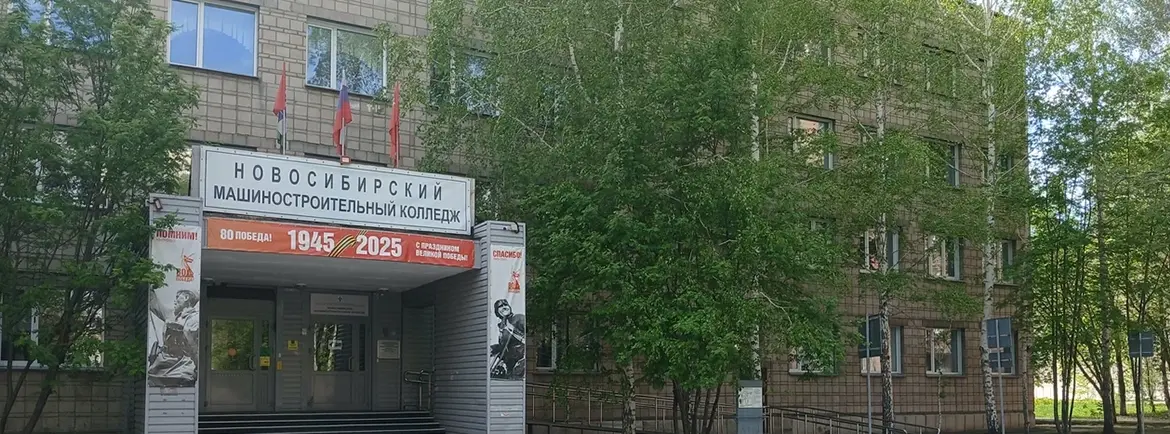 НОВОСИБИРСКИЙ
МАШИНОСТРОИТЕЛЬНЫЙ КОЛЛЕДЖ
80 ПОБЕДА! 1945 2025 С ПРАЗДНИКОМ
ВЕЛИКОЙ ПОБЕДЫ!
ПОМНИМ!
СПАСИБО!